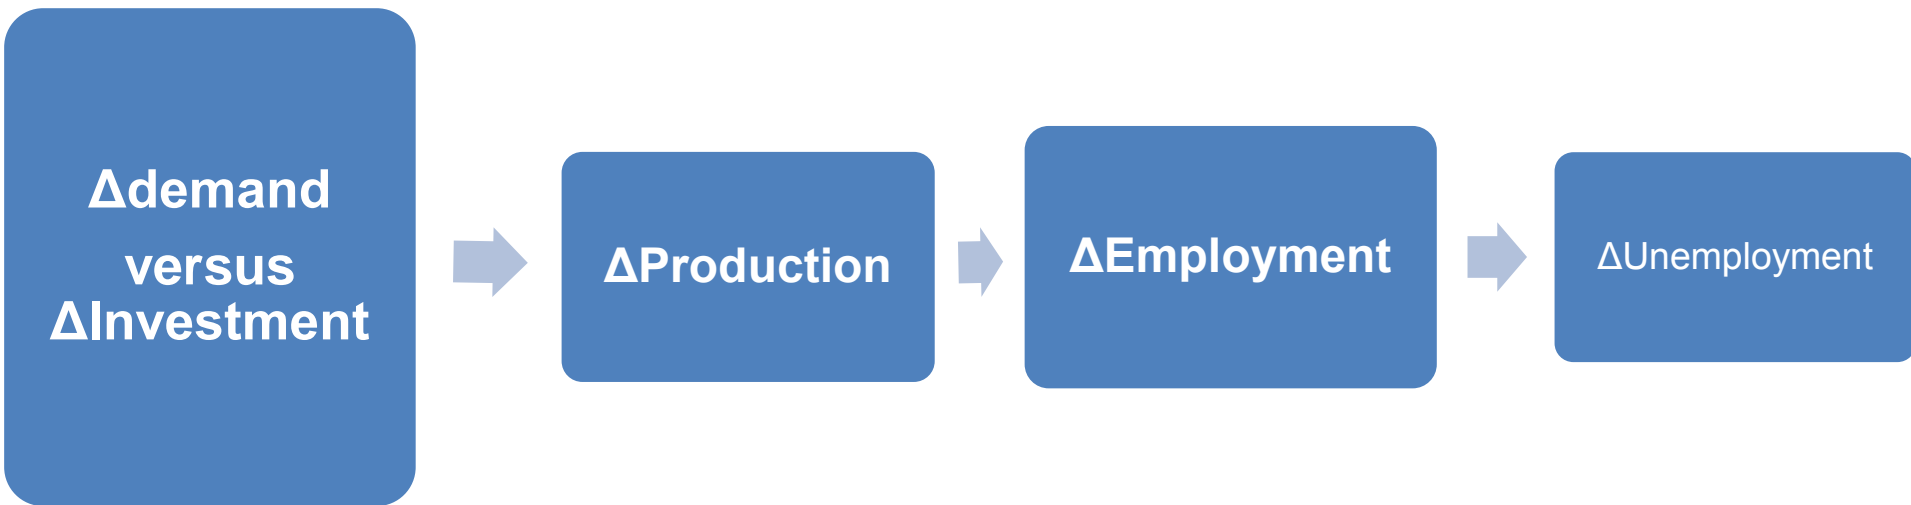 Δdemand
versus
ΔInvestment
ΔProduction
ΔEmployment
ΔUnemployment